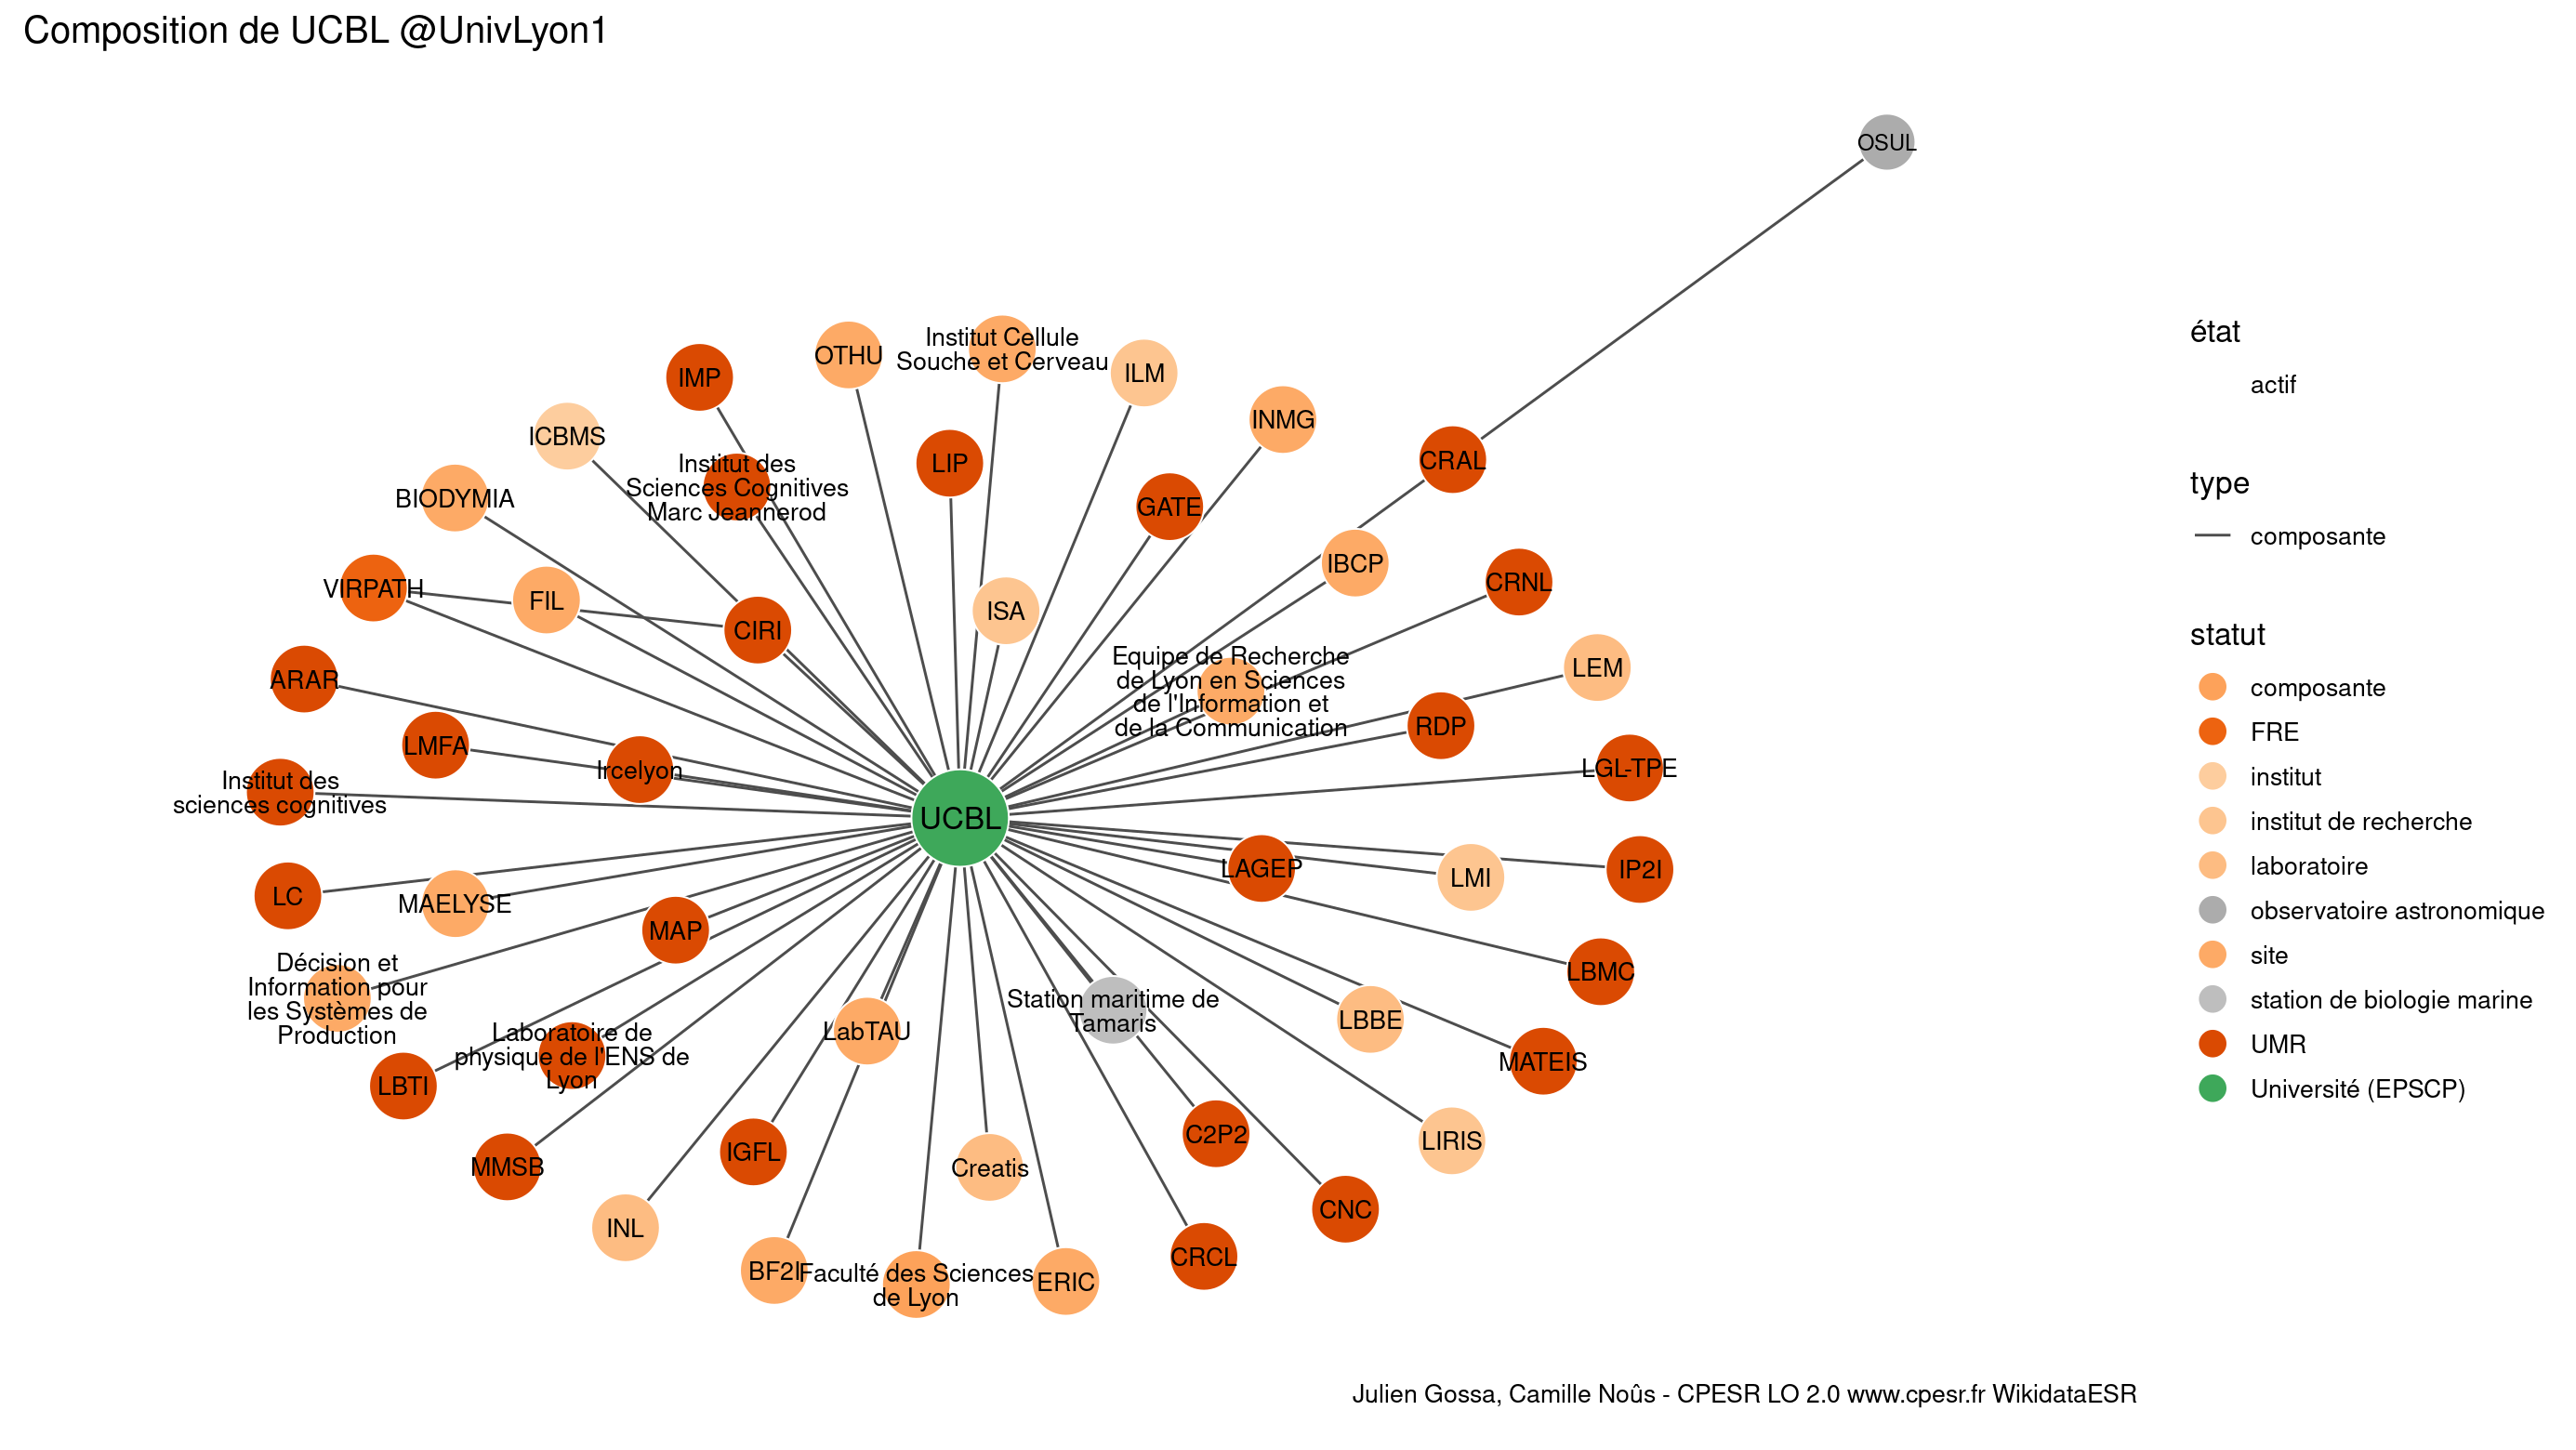 Composition de UCBL @UnivLyon1
OSUL
OTHU
Institut Cellule
Souche et Cerveau
ILM
IMP
INMG
ICBMS
LIP
CRAL
Institut des
Sciences Cognitives
Marc Jeannerod
BIODYMIA
GATE
IBCP
CRNL
VIRPATH
FIL
CIRI
ISA
Equipe de Recherche
de Lyon en Sciences
de l'Information et
de la Communication
LEM
ARAR
RDP
LMFA
Ircelyon
LGL-TPE
Institut des
sciences cognitives
UCBL
LAGEP
LMI
IP2I
LC
MAELYSE
MAP
LBMC
Décision et
Information pour
les Systèmes de
Production
Station maritime de
Tamaris
LBBE
LabTAU
Laboratoire de
physique de l'ENS de
Lyon
MATEIS
LBTI
C2P2
LIRIS
IGFL
MMSB
Creatis
CNC
INL
CRCL
BF2I
Faculté des Sciences
de Lyon
ERIC
état
actif
type
composante
statut
composante
FRE
institut
institut de recherche
laboratoire
observatoire astronomique
site
station de biologie marine
UMR
Université (EPSCP)
Julien Gossa, Camille Noûs - CPESR LO 2.0 www.cpesr.fr WikidataESR